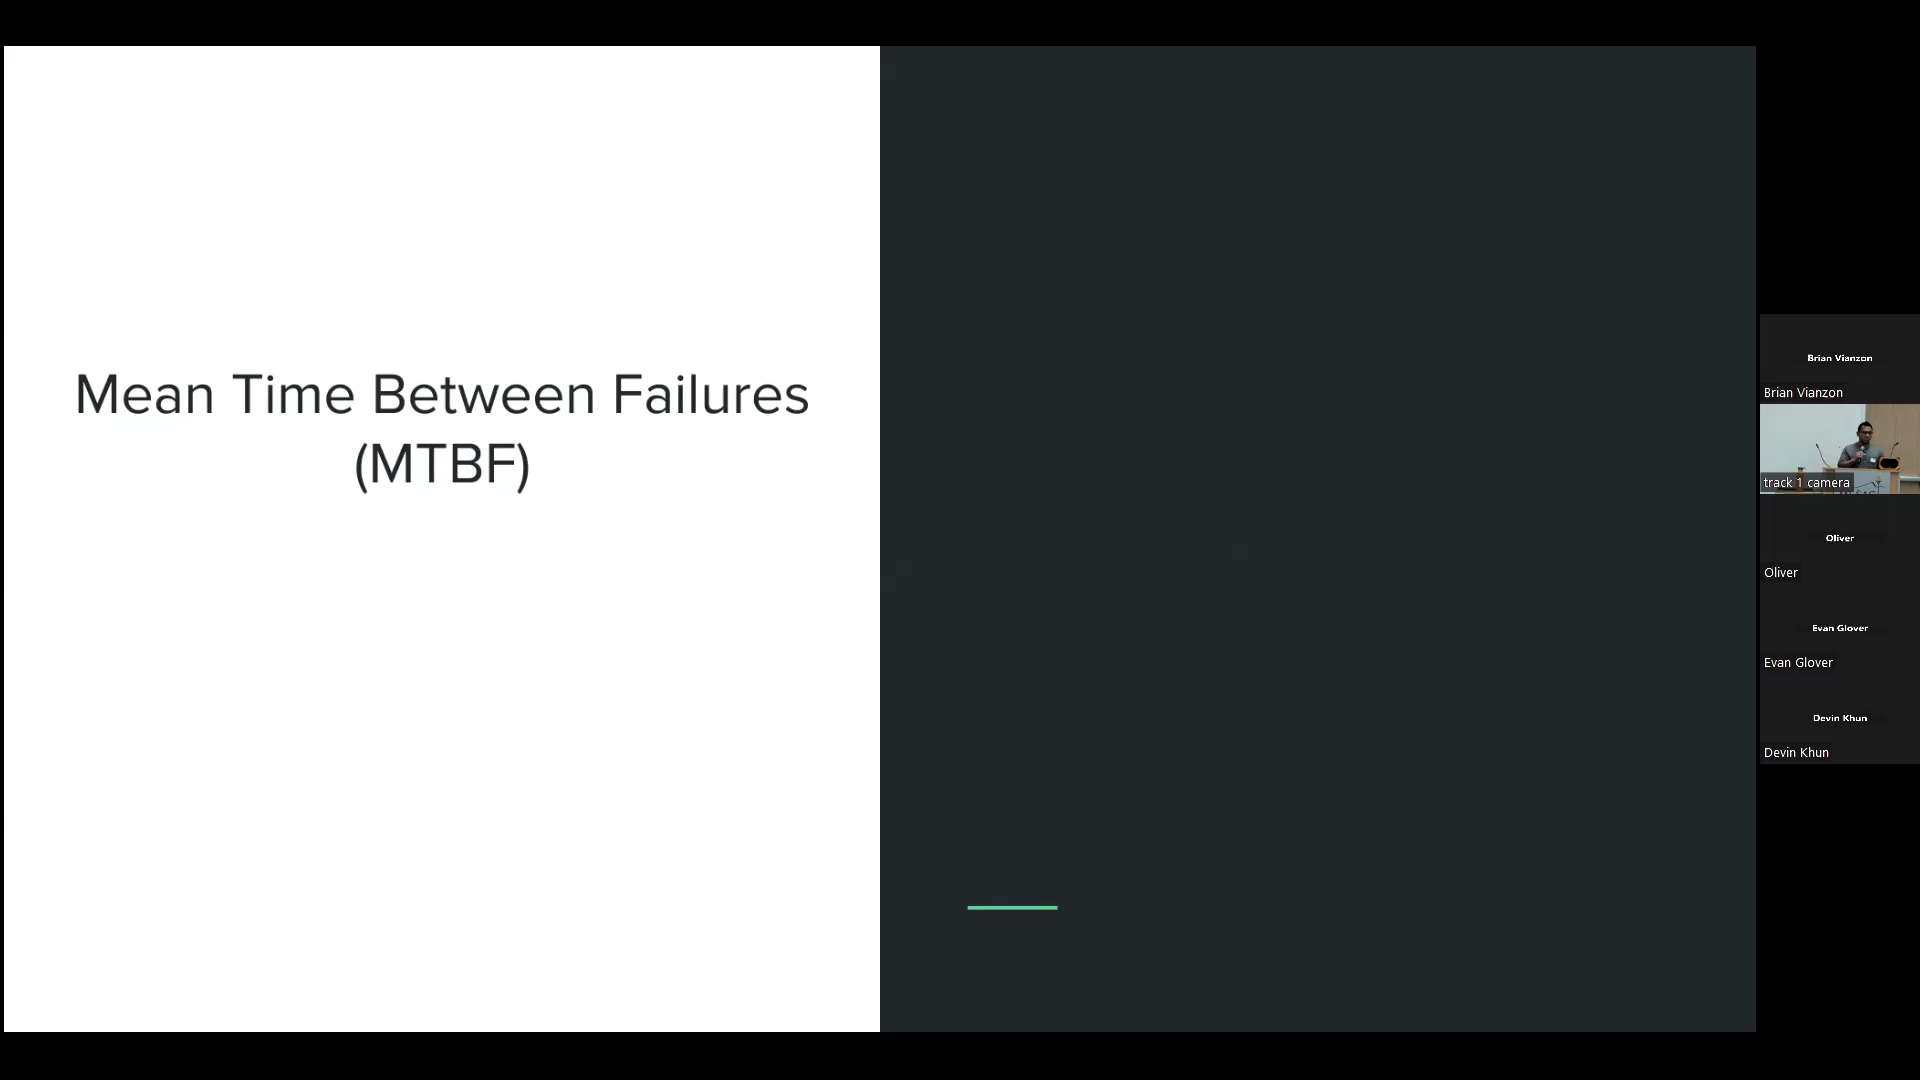 Mean Time Between Failures
(MTBF)
Brian Vianzon
Brian Vianzon
track 1 camera
Oliver
Oliver
Evan Glover
Evan Glover
Devin Khun
Devin Khun